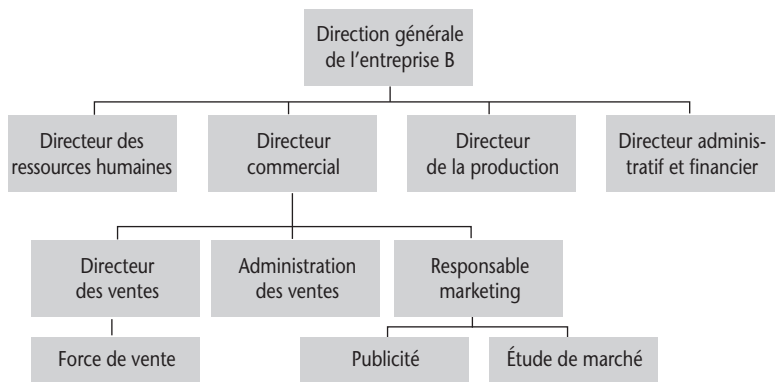 Direction générale
de l'entreprise B
Directeur des
ressources humaines
Directeur
commercial
Directeur
de la production
Directeur adminis-
tratif et financier
Directeur
des ventes
Administration
des ventes
Responsable
marketing
Force de vente
Publicité
Étude de marché